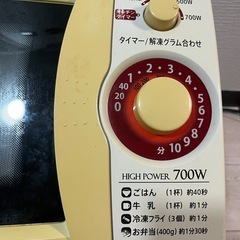 500W
700W
タイマー/解凍グラム合わせ
0
1
2
3
4
5
6
7
8
9
10
分
HIGH POWER 700W
ごはん (1杯) 約40秒
牛乳 (1杯) 約1分
冷凍フライ (3個) 約1分
お弁当 (400g) 約1分30秒